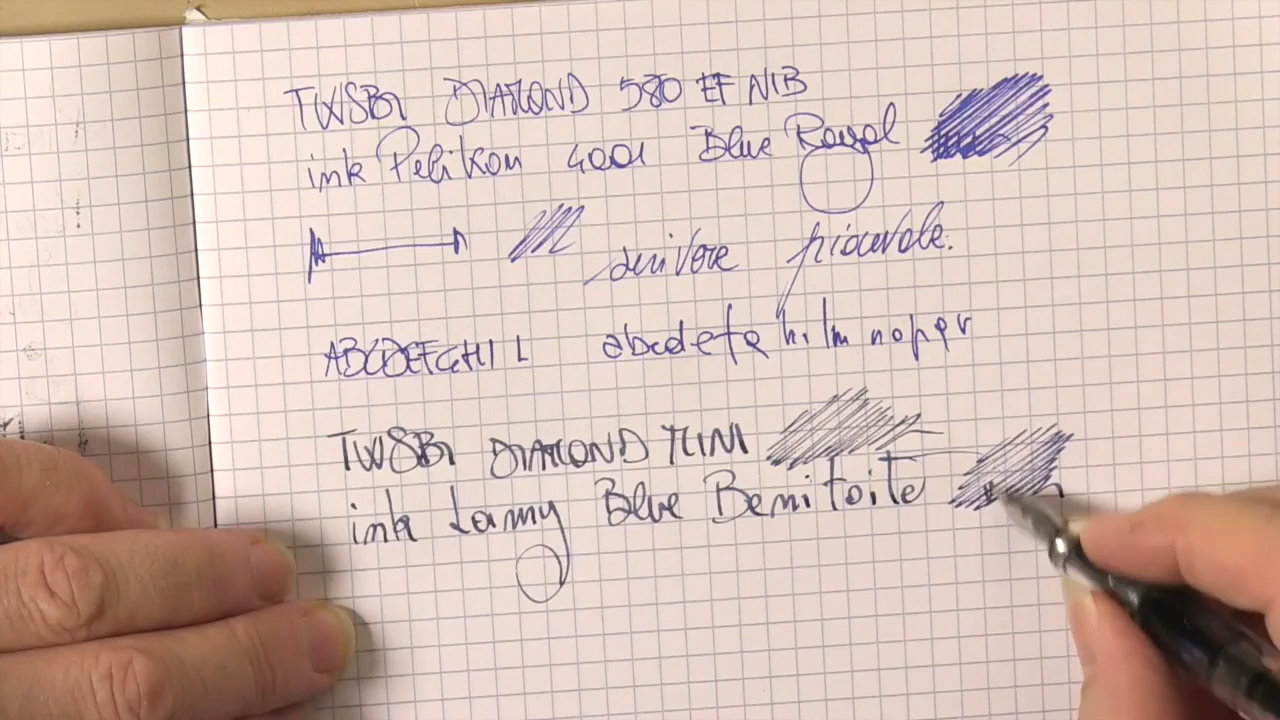 TWSBI DIAMOND 580 EF NIB
ink Pelikan 4001 Blue Royal
scrivere piacevole.
ABCDEFGHIL abcdefghilmnopqr
TWSBI DIAMOND MINI
ink Lamy Blue Benitoite